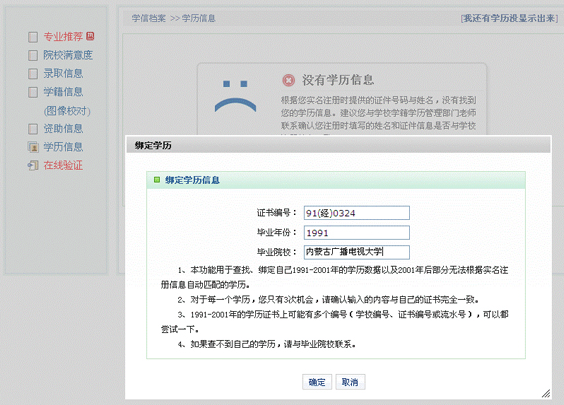 学信档案 >> 学历信息
[我还有学历没显示出来]
专业推荐
院校满意度
录取信息
学籍信息
(图像校对)
资助信息
学历信息
在线验证
没有学历信息
根据您实名注册时提供的证件号码与姓名，没有找到
您的学历信息。建议您与学校学籍学历管理部门老师
联系确认您注册时填写的姓名和证件信息是否与学校
绑定学历
绑定学历信息
证书编号： 91(经)0324
毕业年份： 1991
毕业院校： 内蒙古广播电视大学
1、本功能用于查找、绑定自己1991-2001年的学历数据以及2001年后部分无法根据实名注
册信息自动匹配的学历。
2、对于每一个学历，您只有3次机会，请确认输入的内容与自己的证书完全一致。
3、1991-2001年的学历证书上可能有多个编号（学校编号、证书编号或流水号），可以都
尝试一下。
4、如果查不到自己的学历，请与毕业院校联系。
确定 取消